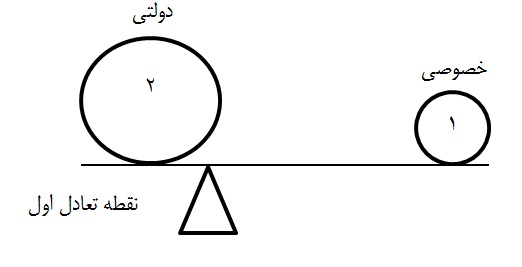 دولتی
خصوصی
۲
۱
نقطه تعادل اول